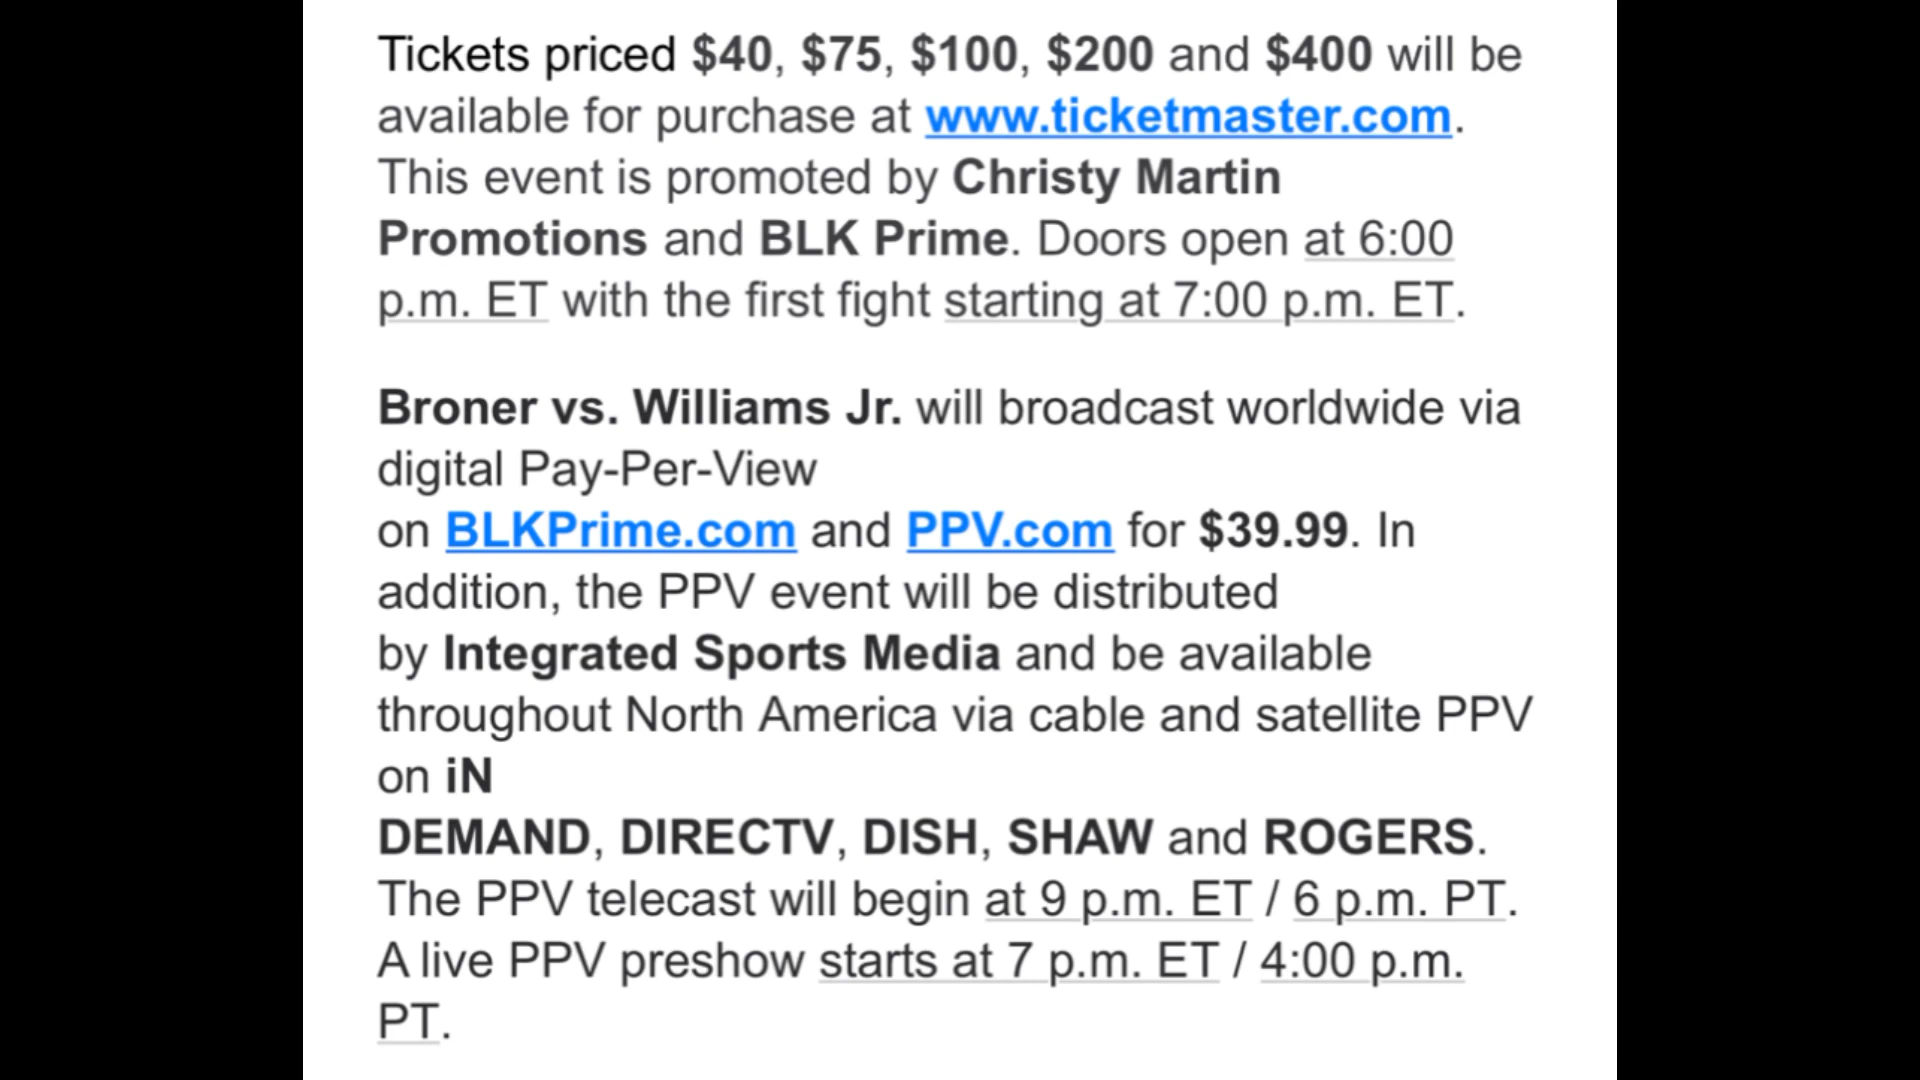 Tickets priced $40, $75, $100, $200 and $400 will be
available for purchase at www.ticketmaster.com.
This event is promoted by Christy Martin
Promotions and BLK Prime. Doors open at 6:00
p.m. ET with the first fight starting at 7:00 p.m. ET.
Broner vs. Williams Jr. will broadcast worldwide via
digital Pay-Per-View
on BLKPrime.com and PPV.com for $39.99. In
addition, the PPV event will be distributed
by Integrated Sports Media and be available
throughout North America via cable and satellite PPV
on iN
DEMAND, DIRECTV, DISH, SHAW and ROGERS.
The PPV telecast will begin at 9 p.m. ET / 6 p.m. PT.
A live PPV preshow starts at 7 p.m. ET / 4:00 p.m.
PT.